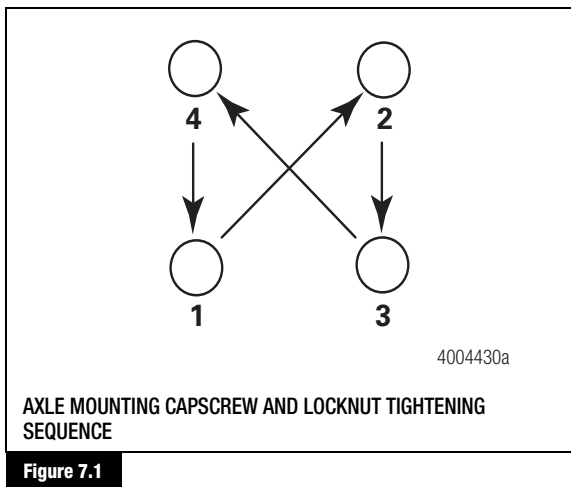 4 2
1 3
4004430a
AXLE MOUNTING CAPSCREW AND LOCKNUT TIGHTENING
SEQUENCE
Figure 7.1